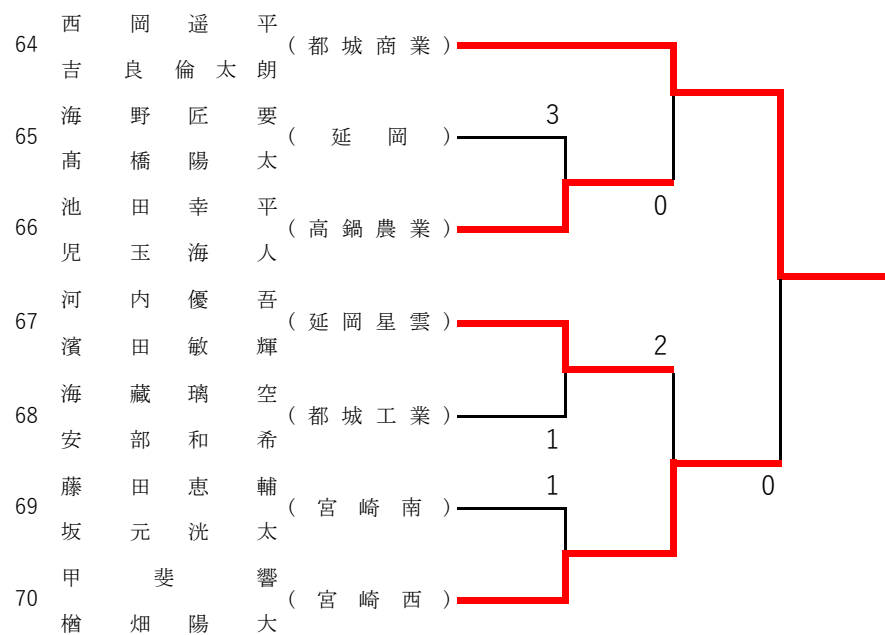 西岡遥平
64 (都城商業)
吉良倫太朗
海野匠要 3
65 (延岡)
髙橋陽太
池田幸平 0
66 (高鍋農業)
児玉海人
河内優吾
67 (延岡星雲)
濱田敏輝 2
海藏璃空
68 (都城工業)
安部和希 1
藤田恵輔 1 0
69 (宮崎南)
坂元洸太
甲斐響
70 (宮崎西)
楢畑陽大